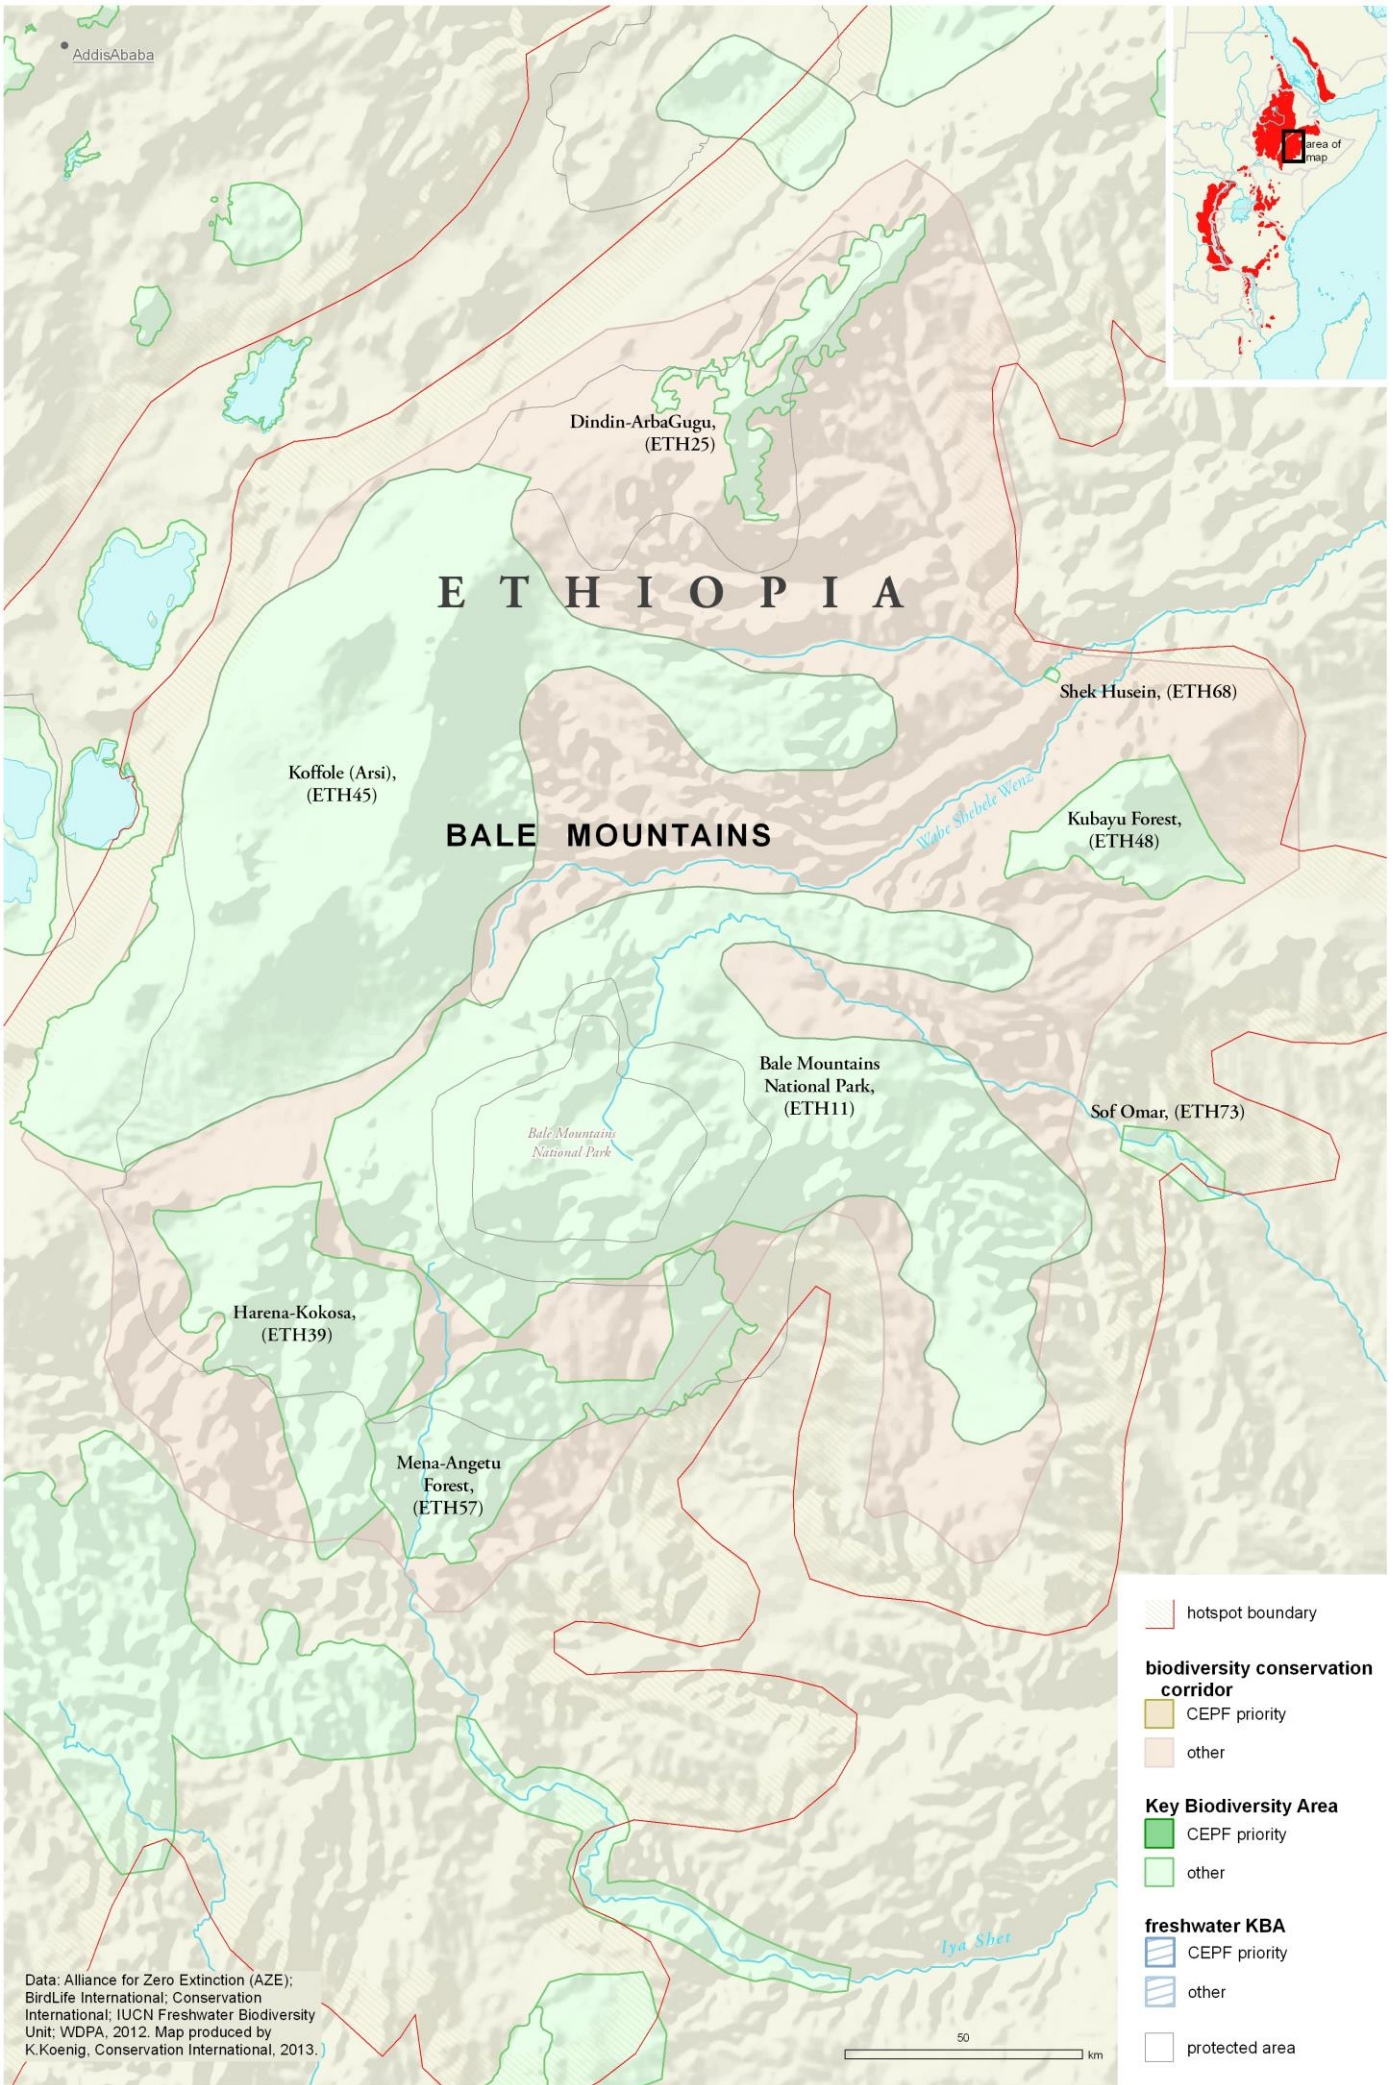 AddisAbaba
area of
map
Dindin-ArbaGugu,
(ETH25)
ETHIOPIA
Shek Husein, (ETH68)
Koffole (Arsi),
(ETH45)
BALE MOUNTAINS
Wabe Shebele Wenz
Kubayu Forest,
(ETH48)
Bale Mountains
National Park,
(ETH11)
Sof Omar, (ETH73)
Bale Mountains
National Park
Harena-Kokosa,
(ETH39)
Mena-Angetu
Forest,
(ETH57)
Iya Shet
hotspot boundary
biodiversity conservation
corridor
CEPF priority
other
Key Biodiversity Area
CEPF priority
other
freshwater KBA
CEPF priority
other
protected area
Data: Alliance for Zero Extinction (AZE);
BirdLife International; Conservation
International; IUCN Freshwater Biodiversity
Unit; WDPA, 2012. Map produced by
K.Koenig, Conservation International, 2013.
50
km